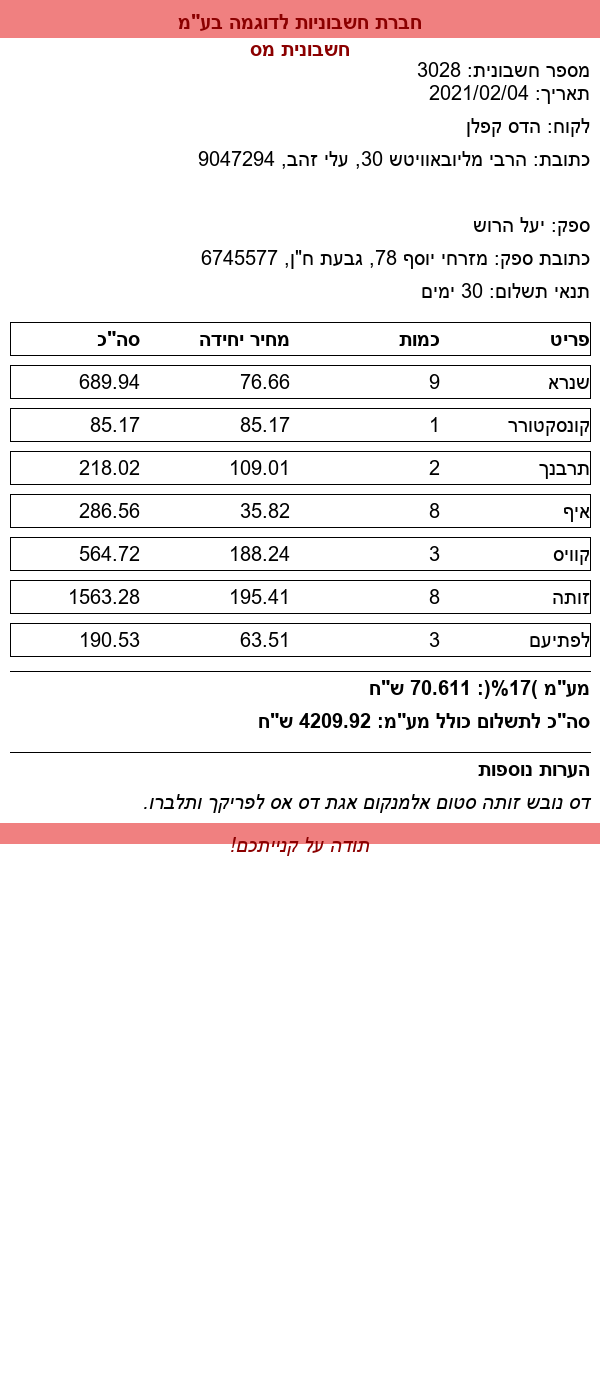 חברת חשבוניות לדוגמה בע"מ
חשבונית מס
מספר חשבונית: 3028
תאריך: 2021/02/04
לקוח: הדס קפלן
כתובת: הרבי מליובאוויטש 30, עלי זהב, 9047294
ספק: יעל הרוש
כתובת ספק: מזרחי יוסף 78, גבעת ח"ן, 6745577
תנאי תשלום: 30 ימים
פריט כמות מחיר יחידה סה"כ
שנרא 9 76.66 689.94
קונסקטורר 1 85.17 85.17
תרבנך 2 109.01 218.02
איף 8 35.82 286.56
קוויס 3 188.24 564.72
זותה 8 195.41 1563.28
לפתיעם 3 63.51 190.53
מע"מ )17%(: 70.611 ש"ח
סה"כ לתשלום כולל מע"מ: 4209.92 ש"ח
הערות נוספות
דס נובש זותה סטום אלמנקום אגת דס אס לפריקך ותלברו.
תודה על קנייתכם!